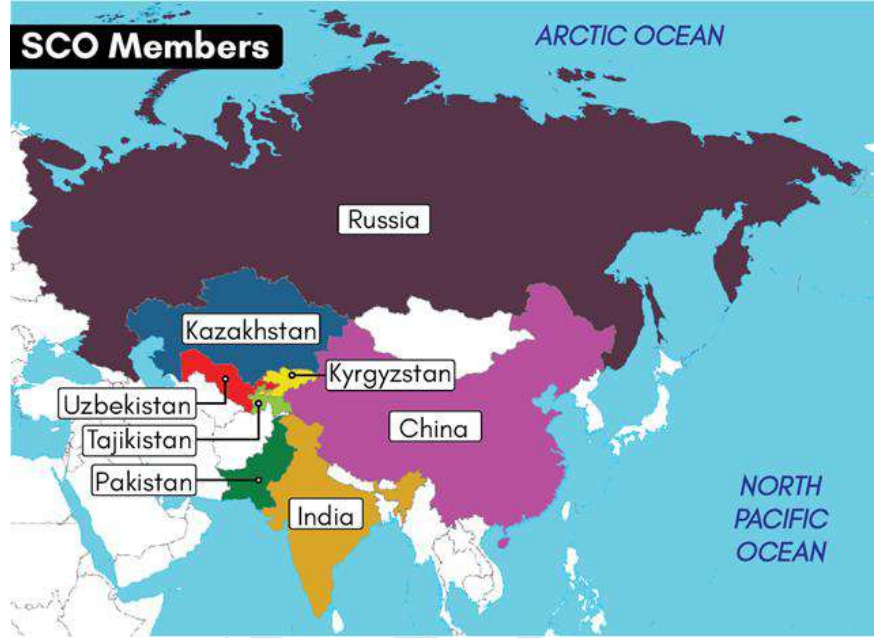 SCO Members
ARCTIC OCEAN
Russia
Kazakhstan
Kyrgyzstan
Uzbekistan
China
Tajikistan
Pakistan
India
NORTH
PACIFIC
OCEAN